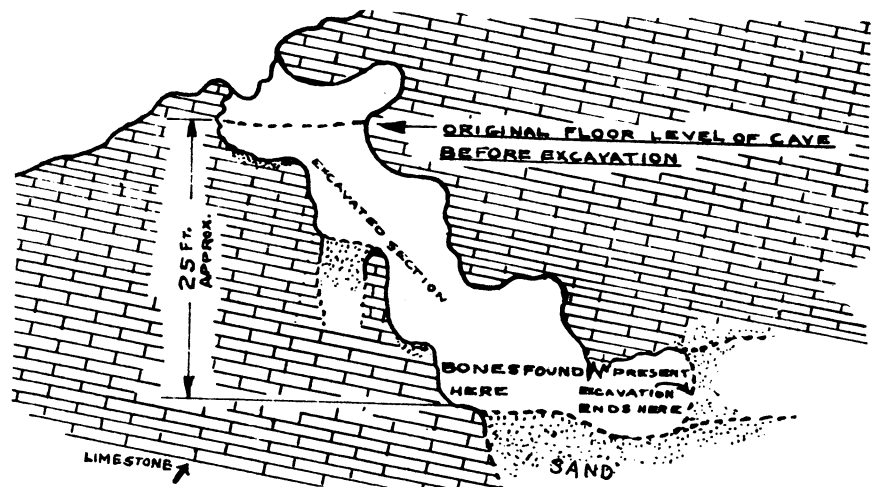 ORIGINAL FLOOR LEVEL OF CAVE
BEFORE EXCAVATION
EXCAVATED SECTION
25 FT.
APPROX.
BONES FOUND
HERE
PRESENT
EXCAVATION
ENDS HERE
LIMESTONE
SAND